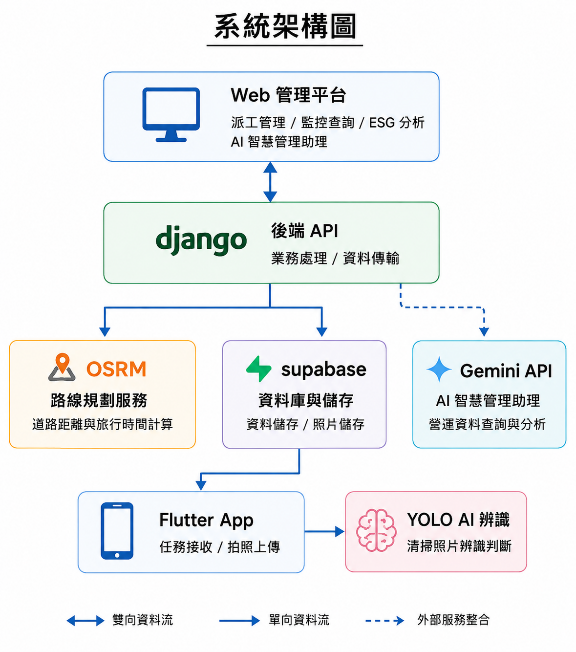 系統架構圖
Web 管理平台
派工管理 / 監控查詢 / ESG 分析
AI 智慧管理助理
django
後端 API
業務處理 / 資料傳輸
OSRM
路線規劃服務
道路距離與旅行時間計算
supabase
資料庫與儲存
資料儲存 / 照片儲存
Gemini API
AI 智慧管理助理
營運資料查詢與分析
Flutter App
任務接收 / 拍照上傳
YOLO AI 辨識
清掃照片辨識判斷
雙向資料流
單向資料流
外部服務整合